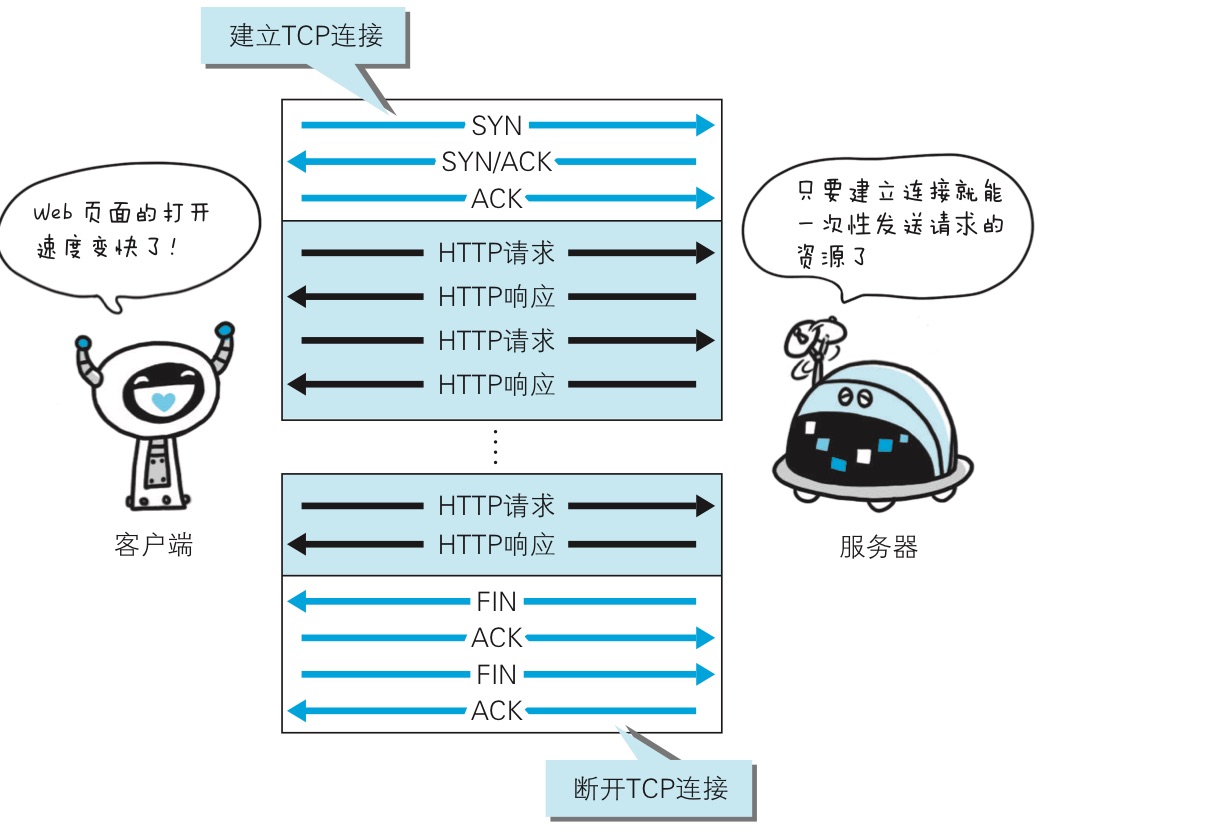 建立TCP连接
SYN
SYN/ACK
ACK
Web 页面的打开
速度变快了!
只要建立连接就能
一次性发送请求的
资源了
HTTP请求
HTTP响应
HTTP请求
HTTP响应
HTTP请求
HTTP响应
客户端
服务器
FIN
ACK
FIN
ACK
断开TCP连接